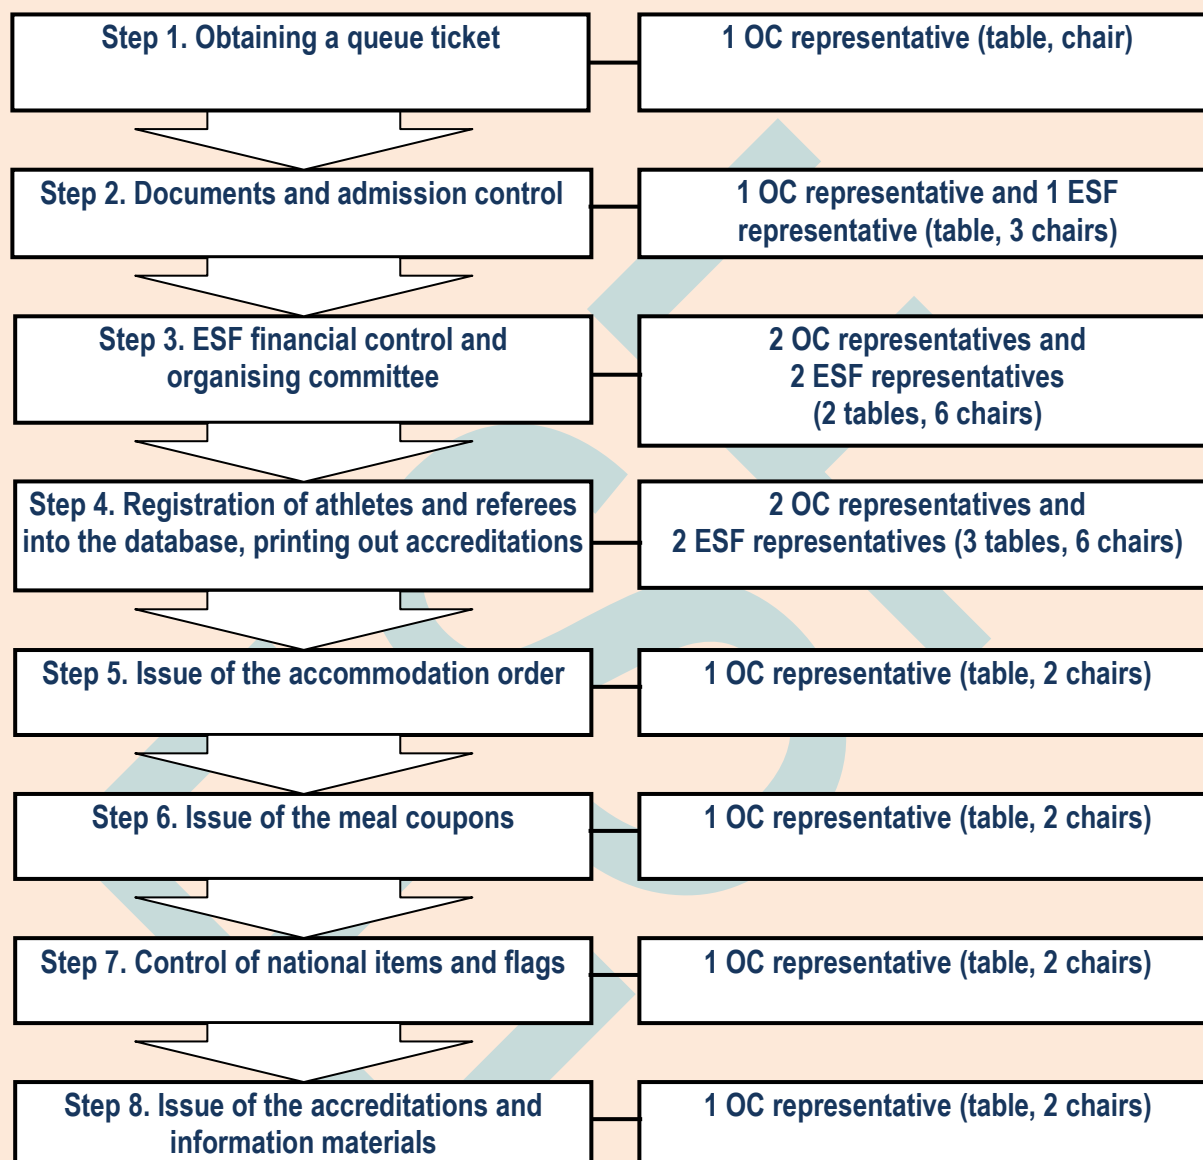 Step 1. Obtaining a queue ticket
1 OC representative (table, chair)
Step 2. Documents and admission control
1 OC representative and 1 ESF
representative (table, 3 chairs)
Step 3. ESF financial control and
organising committee
2 OC representatives and
2 ESF representatives
(2 tables, 6 chairs)
Step 4. Registration of athletes and referees
into the database, printing out accreditations
2 OC representatives and
2 ESF representatives (3 tables, 6 chairs)
Step 5. Issue of the accommodation order
1 OC representative (table, 2 chairs)
Step 6. Issue of the meal coupons
1 OC representative (table, 2 chairs)
Step 7. Control of national items and flags
1 OC representative (table, 2 chairs)
Step 8. Issue of the accreditations and
information materials
1 OC representative (table, 2 chairs)